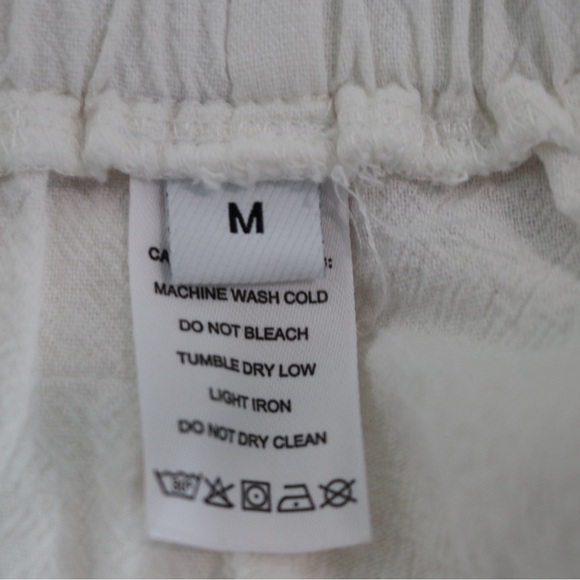 M
MACHINE WASH COLD
DO NOT BLEACH
TUMBLE DRY LOW
LIGHT IRON
DO NOT DRY CLEAN